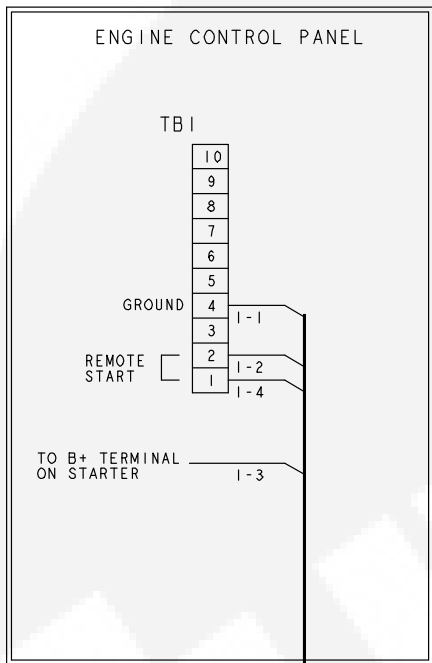 ENGINE CONTROL PANEL
TB1
10
9
8
7
6
5
GROUND 4
1-1
3
REMOTE
START
2
1-2
1
1-4
TO B+ TERMINAL
ON STARTER
1-3